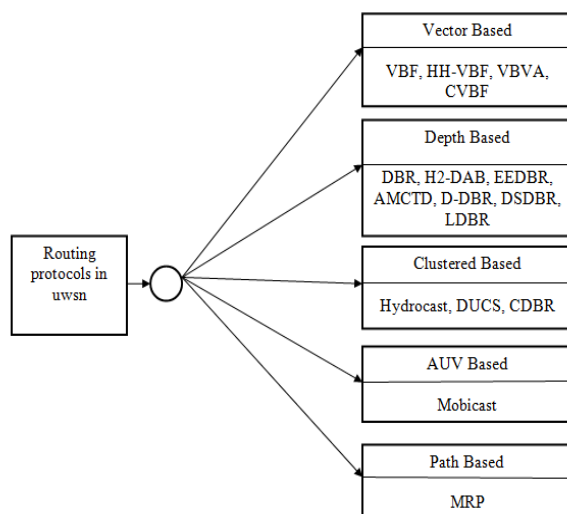 Routing
protocols in
uwsn
Vector Based
VBF, HH-VBF, VBVA,
CVBF
Depth Based
DBR, H2-DAB, EEDBR,
AMCTD, D-DBR, DSDBR,
LDBR
Clustered Based
Hydrocast, DUCS, CDBR
AUV Based
Mobicast
Path Based
MRP